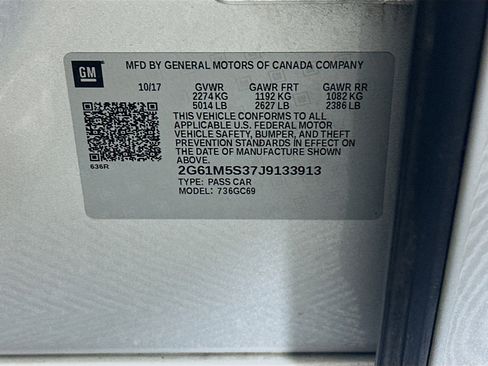 GM
MFD BY GENERAL MOTORS OF CANADA COMPANY
10/17 GVWR GAWR FRT GAWR RR
2274 KG 1192 KG 1082 KG
5014 LB 2627 LB 2386 LB
THIS VEHICLE CONFORMS TO ALL
APPLICABLE U.S. FEDERAL MOTOR
VEHICLE SAFETY, BUMPER, AND THEFT
PREVENTION STANDARDS IN EFFECT ON
THE DATE OF MANUFACTURE SHOWN
ABOVE.
636R
2G61M5S37J9133913
TYPE: PASS CAR
MODEL: 736GC69